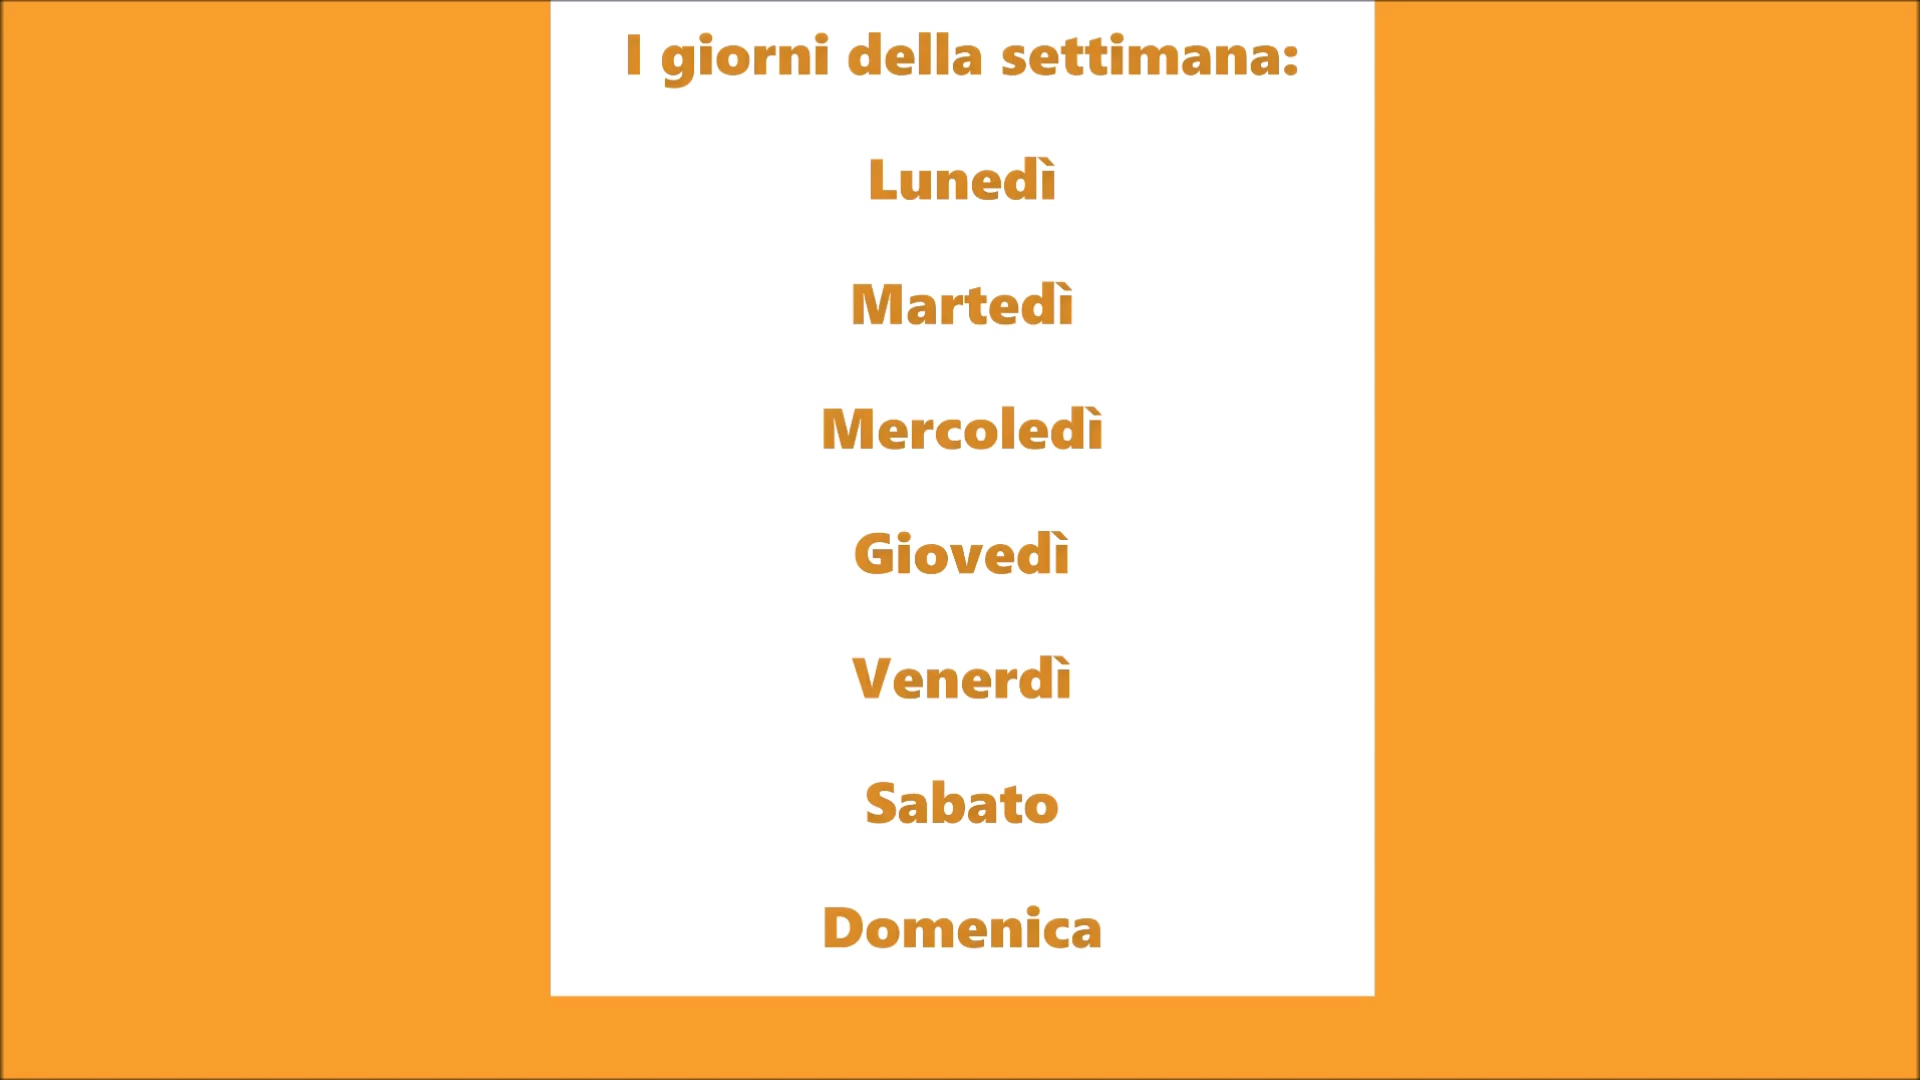 I giorni della settimana:
Lunedì
Martedì
Mercoledì
Giovedì
Venerdì
Sabato
Domenica